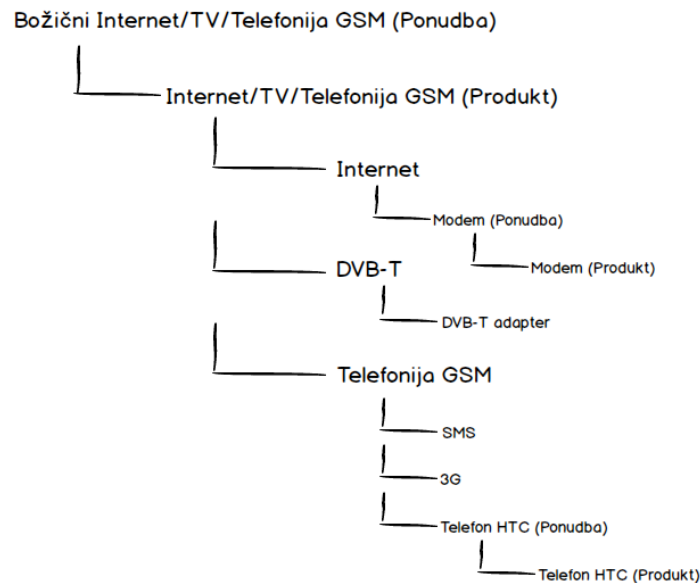 Božični Internet/TV/Telefonija GSM (Ponudba)
Internet/TV/Telefonija GSM (Produkt)
Internet
Modem (Ponudba)
Modem (Produkt)
DVB-T
DVB-T adapter
Telefonija GSM
SMS
3G
Telefon HTC (Ponudba)
Telefon HTC (Produkt)